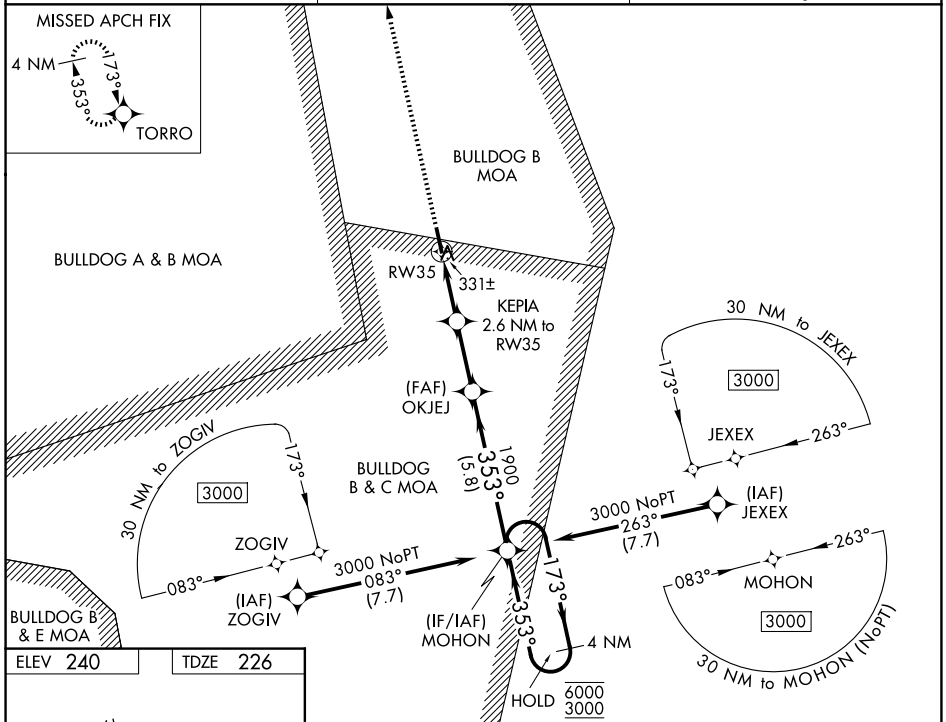 MISSED APCH FIX
4 NM
173°
353°
TORRO
BULLDOG B
MOA
BULLDOG A & B MOA
RW35
331±
KEPIA
2.6 NM to
RW35
(FAF)
OKJEJ
30 NM to JEXEX
3000
173°
263°
JEXEX
30 NM to ZOGIV
3000
173°
083°
ZOGIV
BULLDOG
B & C MOA
353°
1900
(5.8)
3000 NoPT
263°
(7.7)
(IAF)
JEXEX
3000 NoPT
083°
(7.7)
(IAF)
ZOGIV
(IF/IAF)
MOHON
173°
353°
4 NM
HOLD
6000
3000
083°
263°
MOHON
3000
30 NM to MOHON (NoPT)
BULLDOG B
& E MOA
ELEV 240
TDZE 226